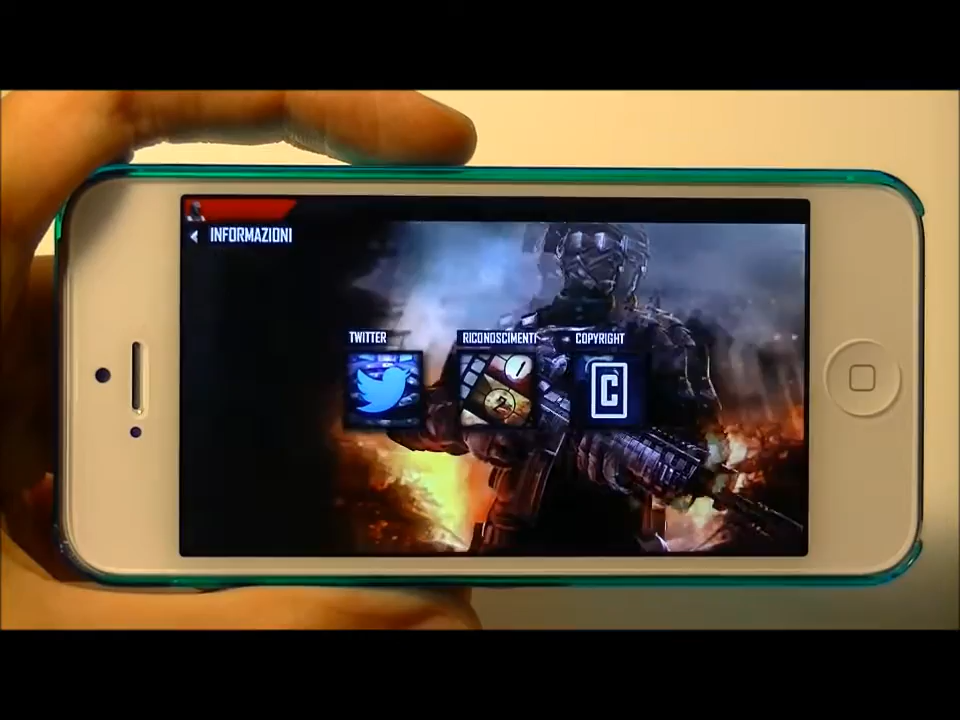 INFORMAZIONI
TWITTER
RICONOSCIMENTI
COPYRIGHT
C